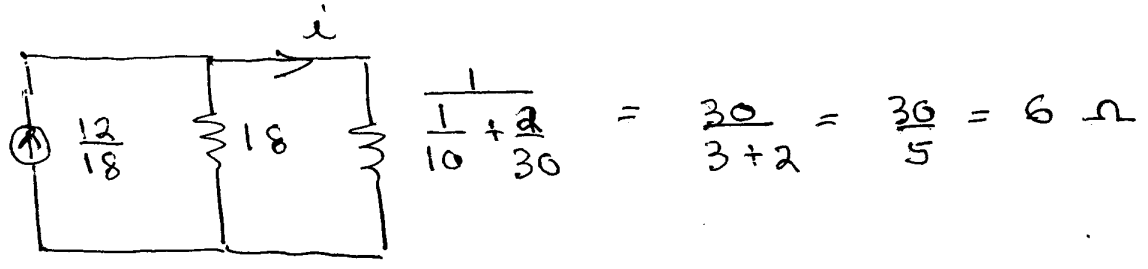 i
12/18 18 1/(1/10 + 2/30) = 30/(3+2) = 30/5 = 6 Ω